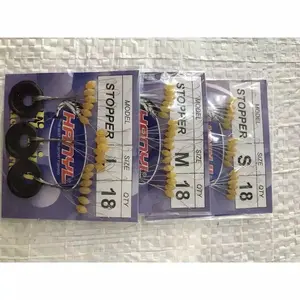 MODEL SIZE QTY
STOPPER L 18
MODEL SIZE QTY
STOPPER M 18
MODEL SIZE QTY
STOPPER S 18